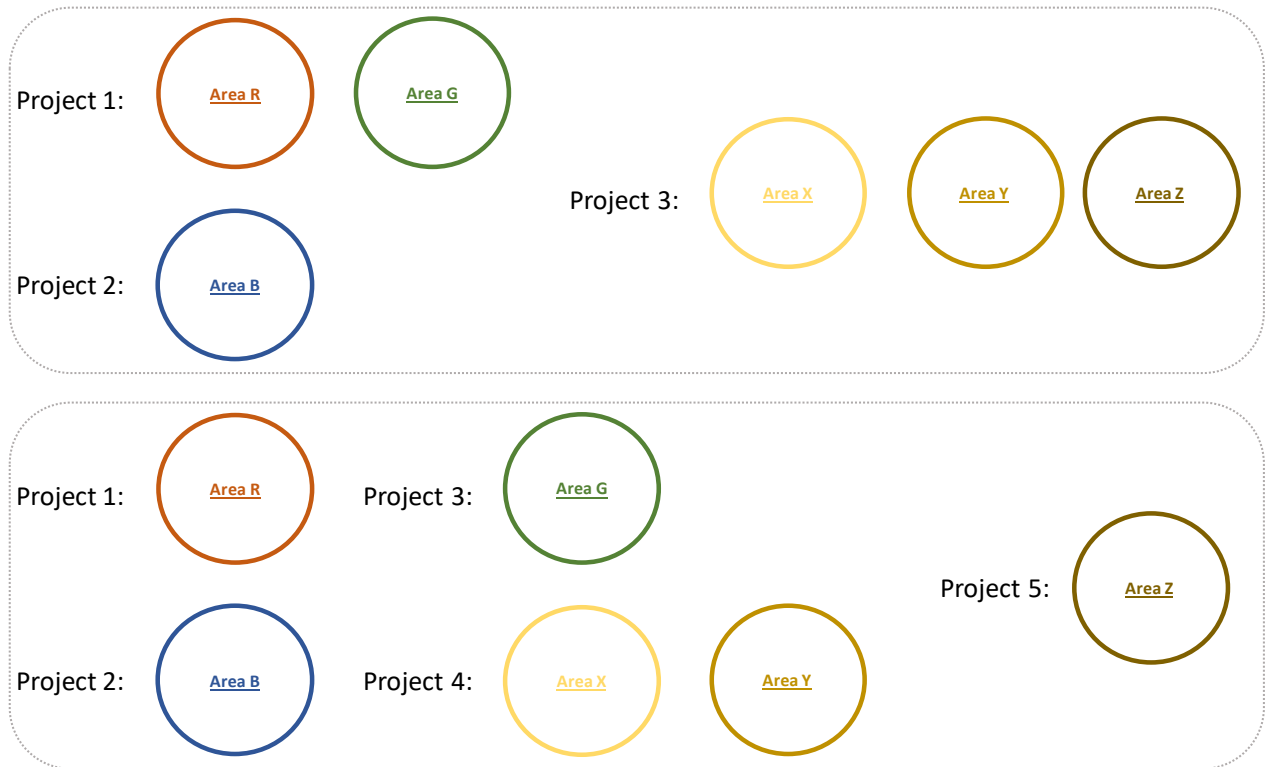 Project 1:
Area R
Area G
Project 3:
Area X
Area Y
Area Z
Project 2:
Area B
Project 1:
Area R
Project 3:
Area G
Project 5:
Area Z
Project 2:
Area B
Project 4:
Area X
Area Y